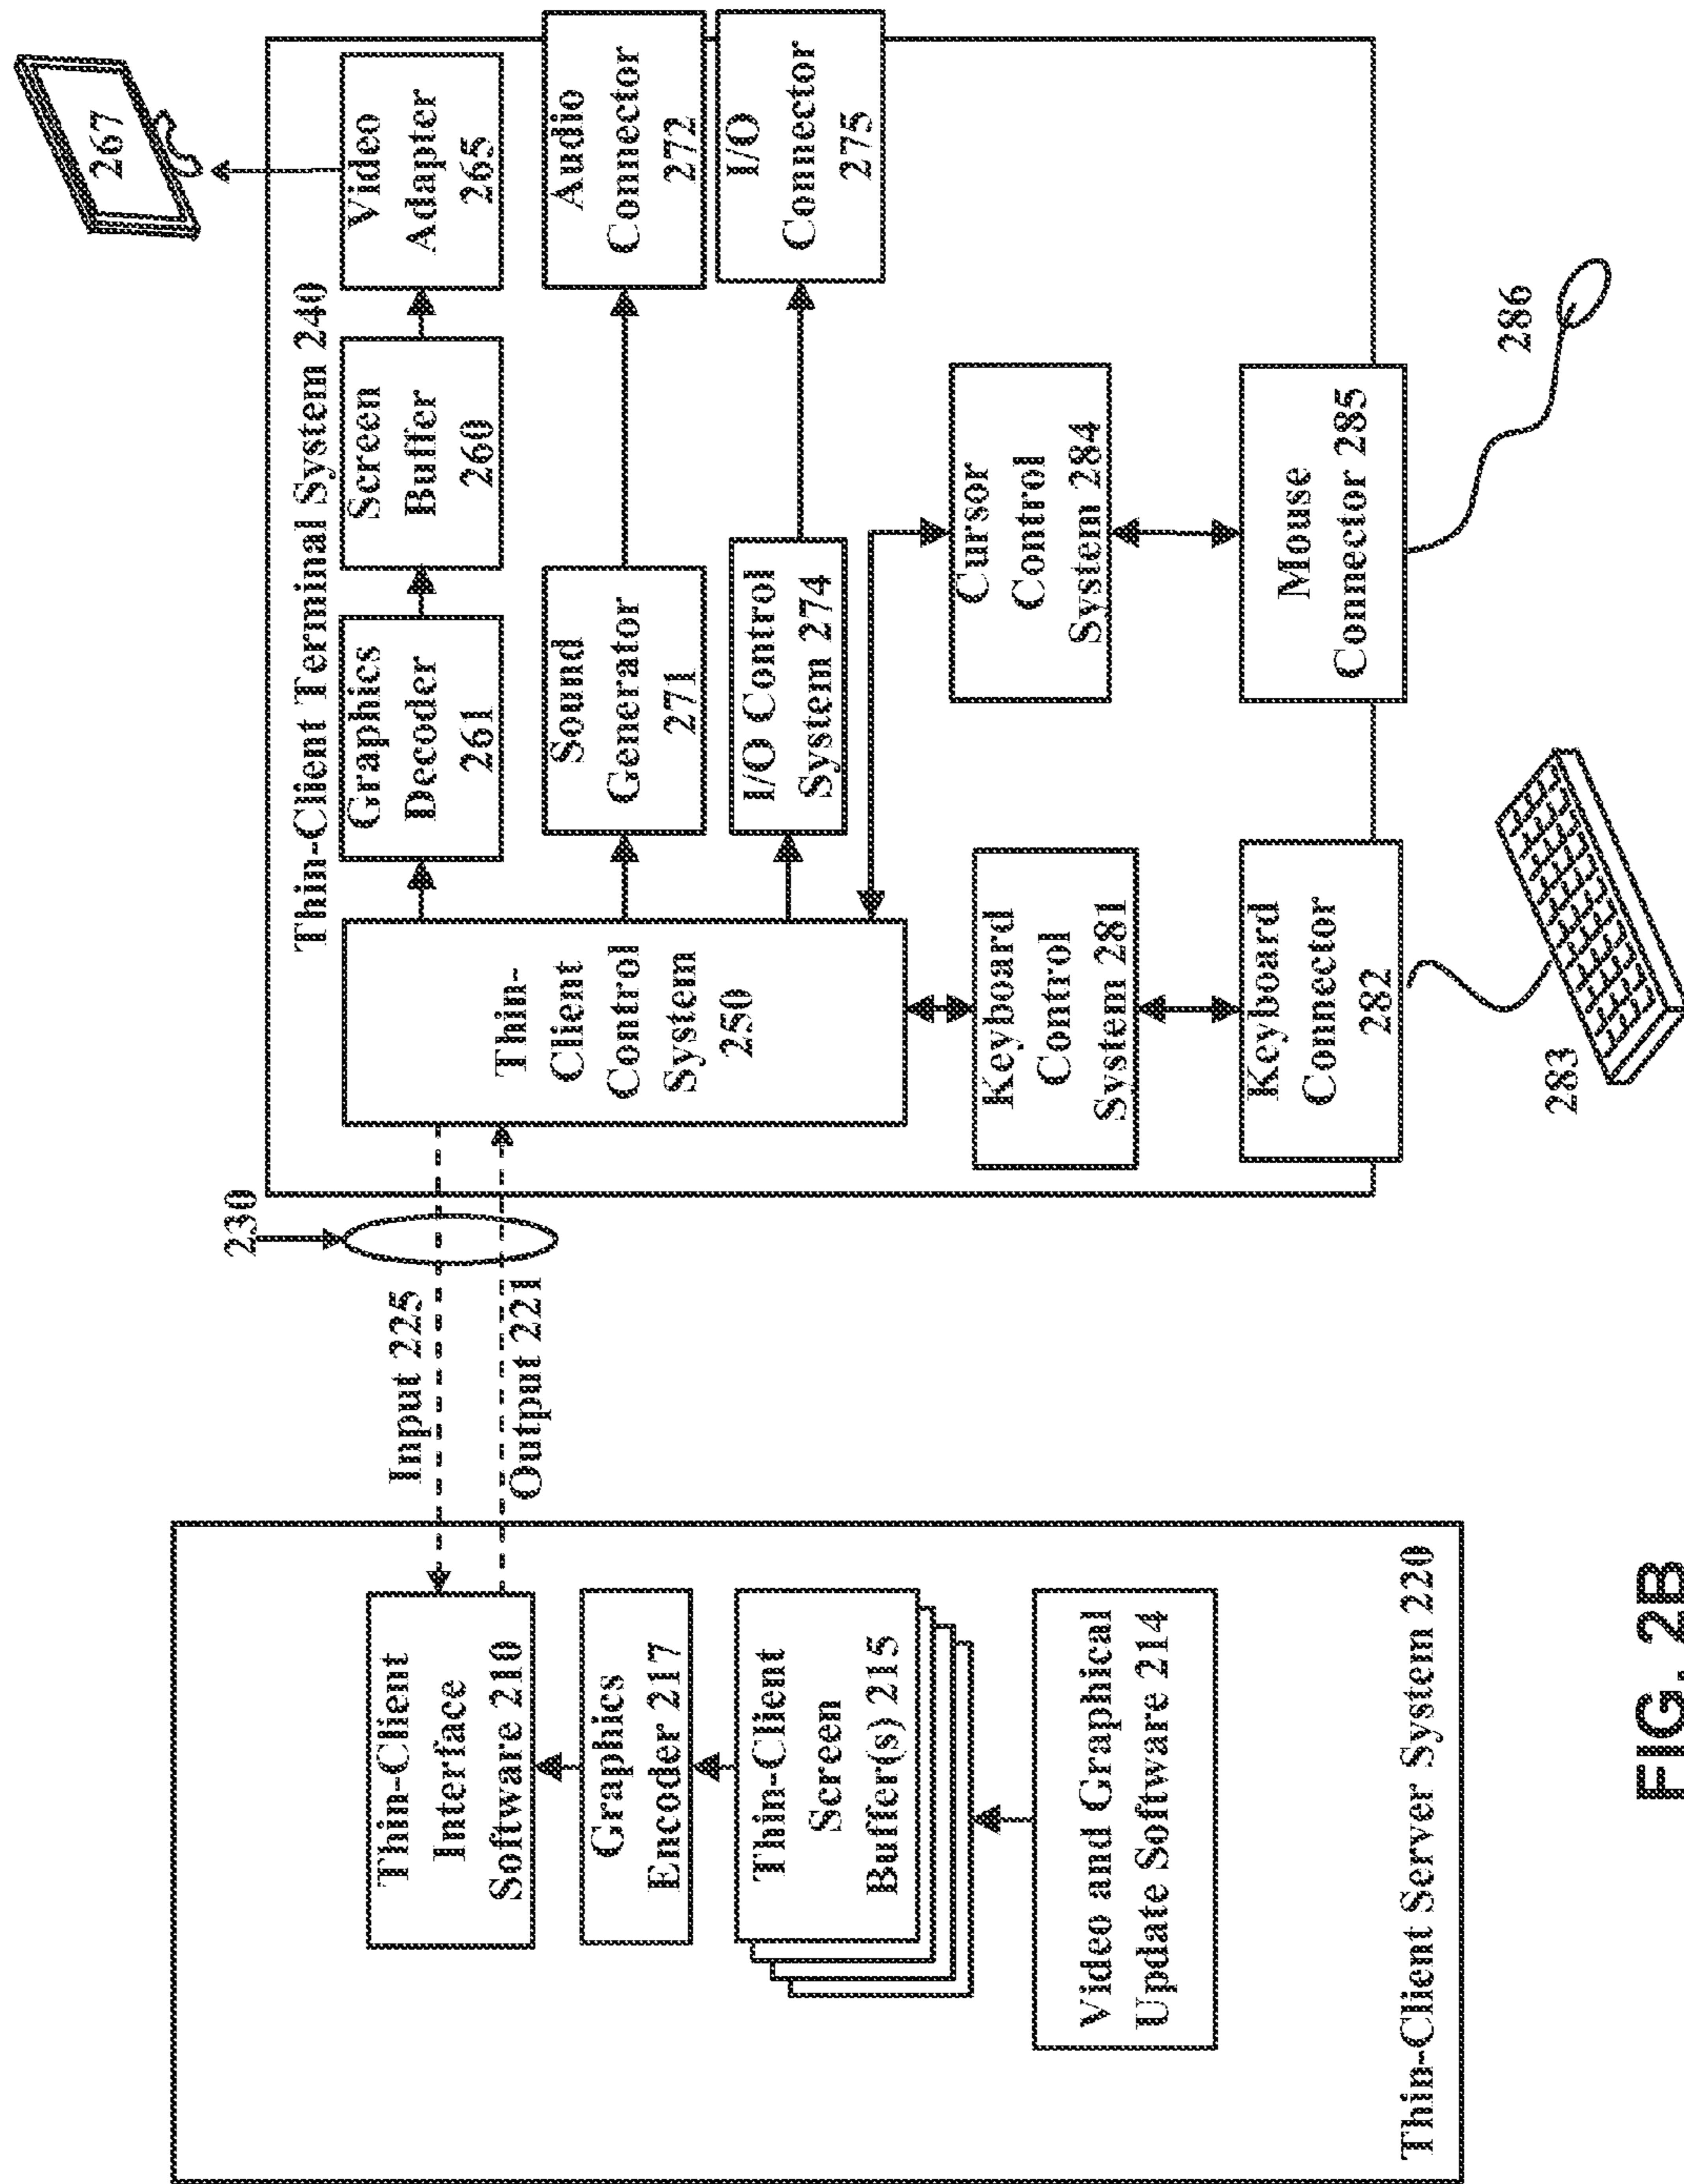 Thin-Client
Interface
Software 210
Graphics
Encoder 217
Thin-Client
Screen
Buffer(s) 215
Video and Graphical
Update Software 214
Thin-Client Server System 220
Input 225
Output 221
230
Thin-Client Terminal System 240
Thin-
Client
Control
System
250
Graphics
Decoder
261
Screen
Buffer
260
Video
Adapter
265
267
Sound
Generator
271
Audio
Connector
272
I/O Control
System 274
I/O
Connector
275
Keyboard
Control
System 281
Cursor
Control
System 284
Keyboard
Connector
282
Mouse
Connector 285
283
286
FIG. 2B